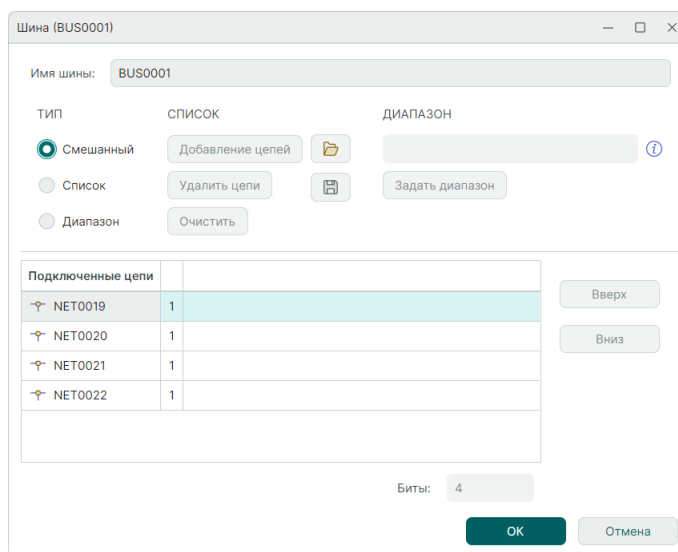 Шина (BUS0001)
Имя шины: BUS0001
ТИП СПИСОК ДИАПАЗОН
Смешанный Добавление цепей
Список Удалить цепи Задать диапазон
Диапазон Очистить
Подключенные цепи
NET0019 1
Вверх
NET0020 1
Вниз
NET0021 1
NET0022 1
Биты: 4
ОК Отмена